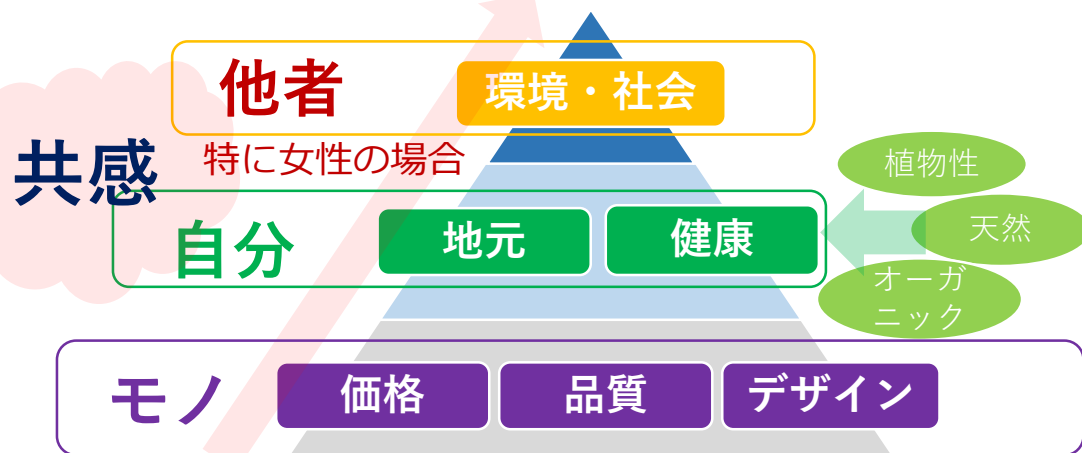 他者
環境・社会
共感
特に女性の場合
植物性
自分
地元
健康
天然
オーガ
ニック
モノ
価格
品質
デザイン